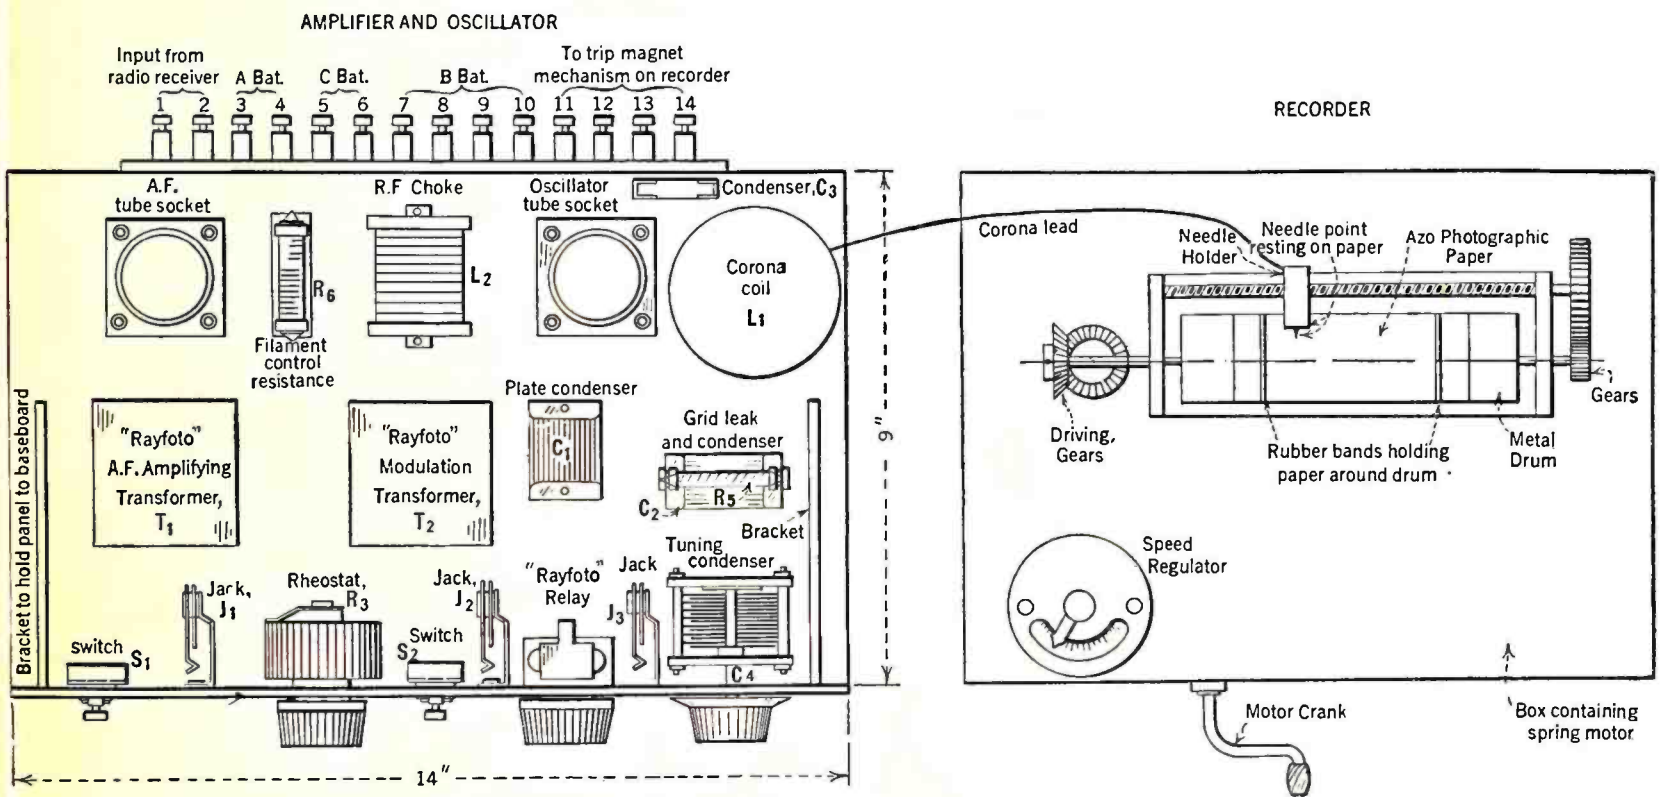 AMPLIFIER AND OSCILLATOR
Input from
radio receiver
A Bat.
C Bat.
B Bat.
To trip magnet
mechanism on recorder
1 2 3 4 5 6 7 8 9 10 11 12 13 14
A.F.
tube socket
R.F Choke
Oscillator
tube socket
Condenser, C3
R6
L2
Corona
coil
L1
Filament
control
resistance
Plate condenser
C1
Grid leak
and condenser
R5
C2
Bracket
"Rayfoto"
A.F. Amplifying
Transformer,
T1
"Rayfoto"
Modulation
Transformer,
T2
Bracket to hold panel to baseboard
switch
S1
Jack,
J1
Rheostat,
R3
Switch
S2
Jack,
J2
"Rayfoto"
Relay
Jack
J3
Tuning
condenser
C4
9"
14"
RECORDER
Corona lead
Needle
Holder
Needle point
resting on paper
Azo Photographic
Paper
Driving,
Gears
Rubber bands holding
paper around drum
Metal
Drum
Gears
Speed
Regulator
Motor Crank
Box containing
spring motor